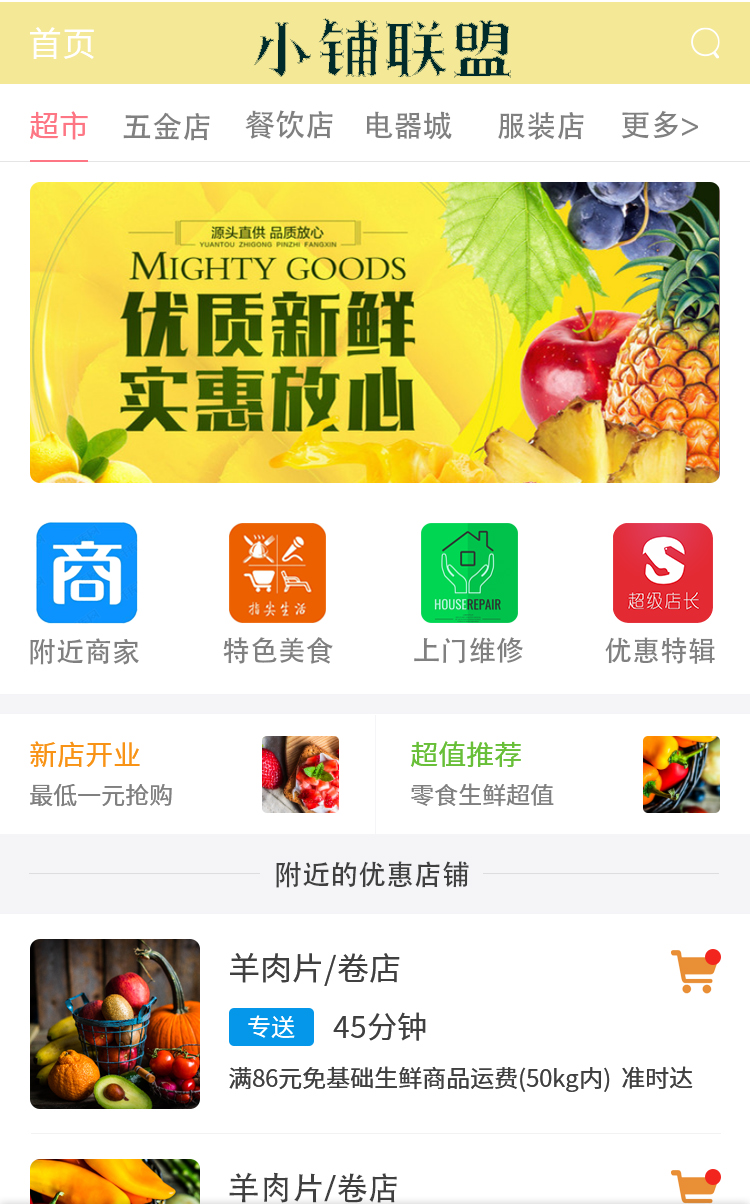 首页 小铺联盟
超市 五金店 餐饮店 电器城 服装店 更多>
源头直供 品质放心
YUANTOU ZHIGONG PINZHI FANGXIN
MIGHTY GOODS
优质新鲜
实惠放心
商
指尖生活
HOUSEREPAIR
超级店长
附近商家 特色美食 上门维修 优惠特辑
新店开业 超值推荐
最低一元抢购 零食生鲜超值
附近的优惠店铺
羊肉片/卷店
专送 45分钟
满86元免基础生鲜商品运费(50kg内) 准时达
羊肉片/卷店